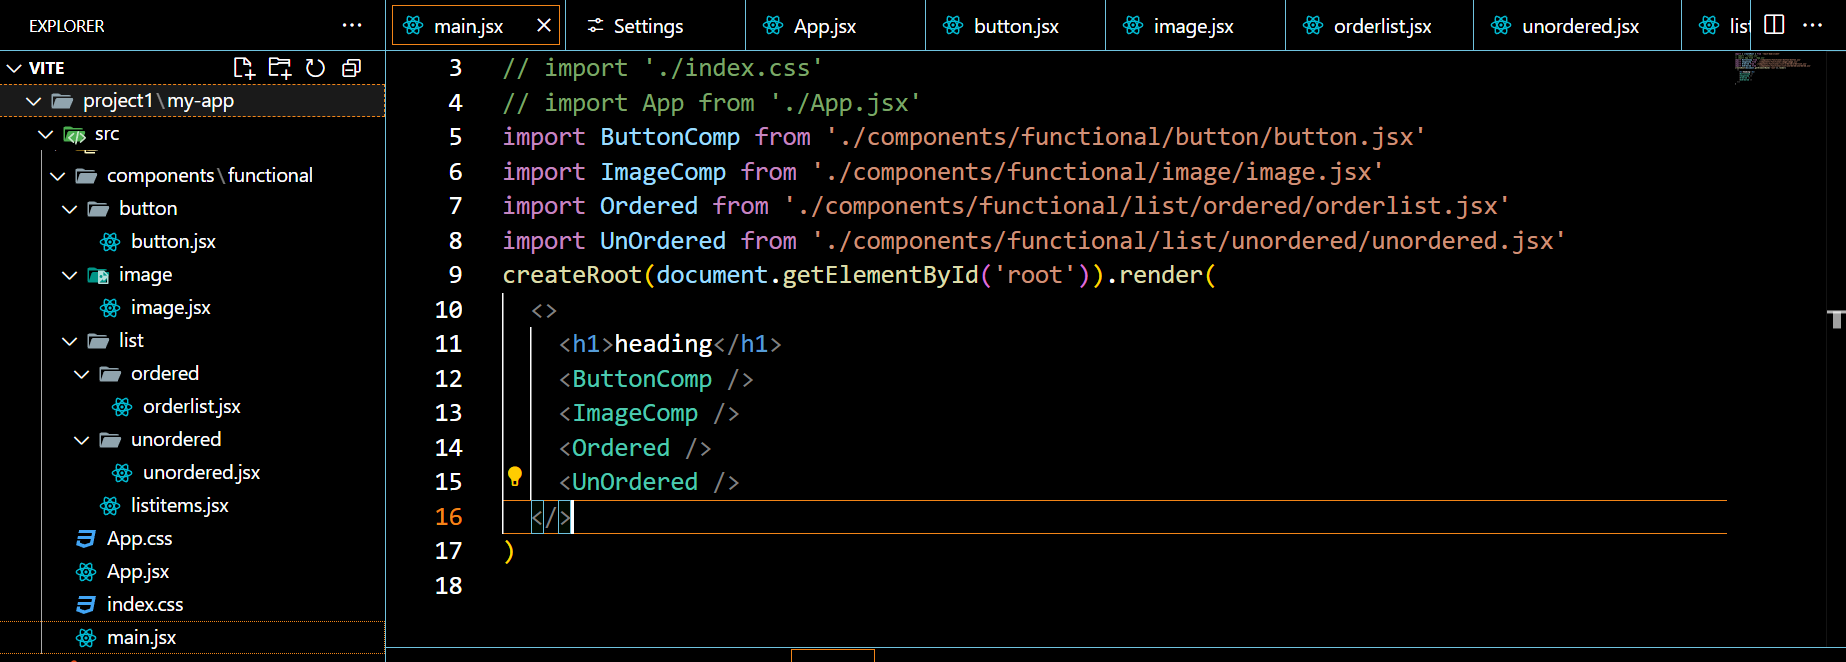 EXPLORER
main.jsx
Settings
App.jsx
button.jsx
image.jsx
orderlist.jsx
unordered.jsx
VITE
project1\my-app
src
components\functional
button
button.jsx
image
image.jsx
list
ordered
orderlist.jsx
unordered
unordered.jsx
listitems.jsx
App.css
App.jsx
index.css
main.jsx
3 // import './index.css'
4 // import App from './App.jsx'
5 import ButtonComp from './components/functional/button/button.jsx'
6 import ImageComp from './components/functional/image/image.jsx'
7 import Ordered from './components/functional/list/ordered/orderlist.jsx'
8 import UnOrdered from './components/functional/list/unordered/unordered.jsx'
9 createRoot(document.getElementById('root')).render(
10 <>
11 <h1>heading</h1>
12 <ButtonComp />
13 <ImageComp />
14 <Ordered />
15 <UnOrdered />
16 </>
17 )
18